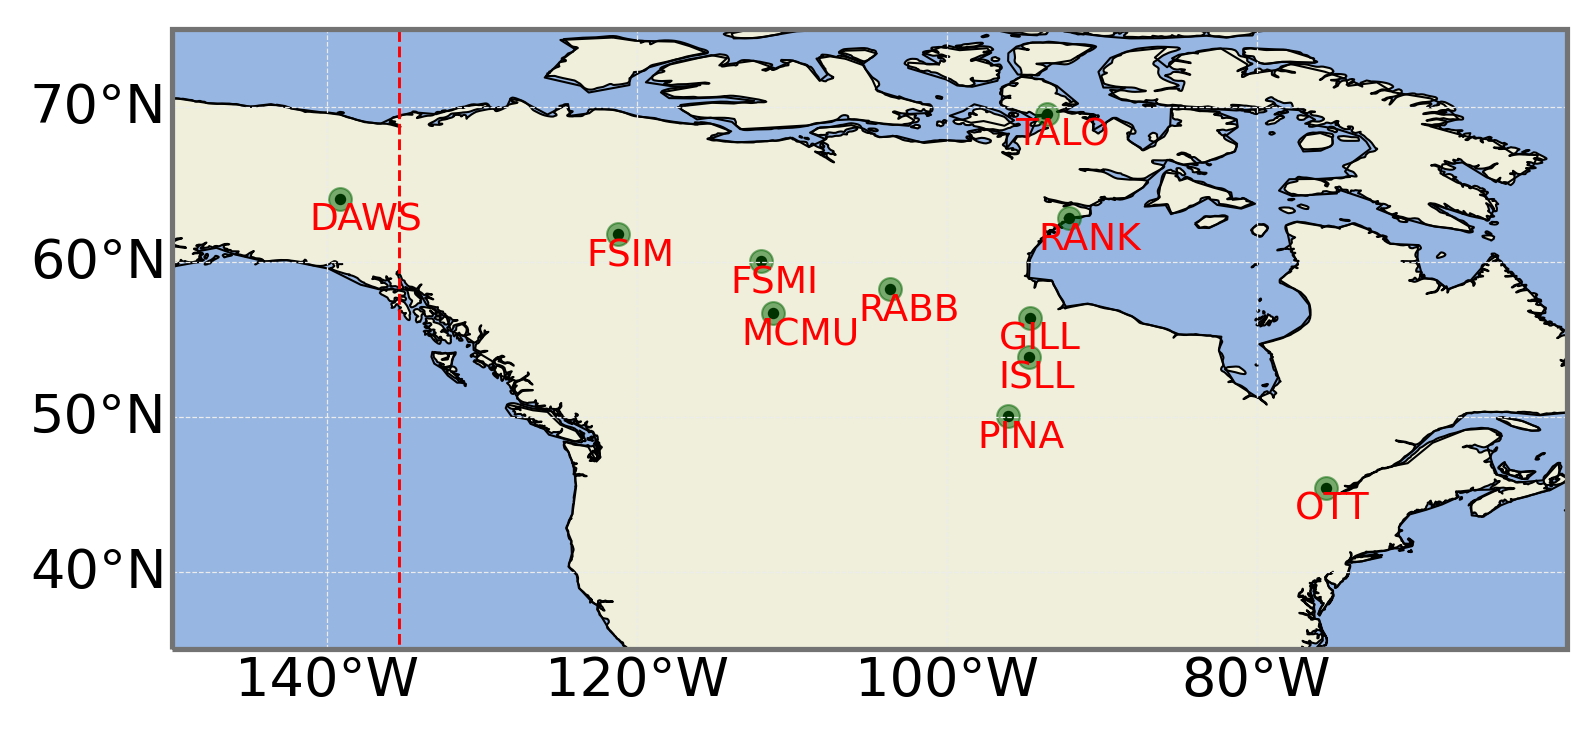 70°N
TALO
DAWS
60°N
FSIM
RANK
FSMI
RABB
MCMU
GILL
ISLL
50°N
PINA
OTT
40°N
140°W
120°W
100°W
80°W